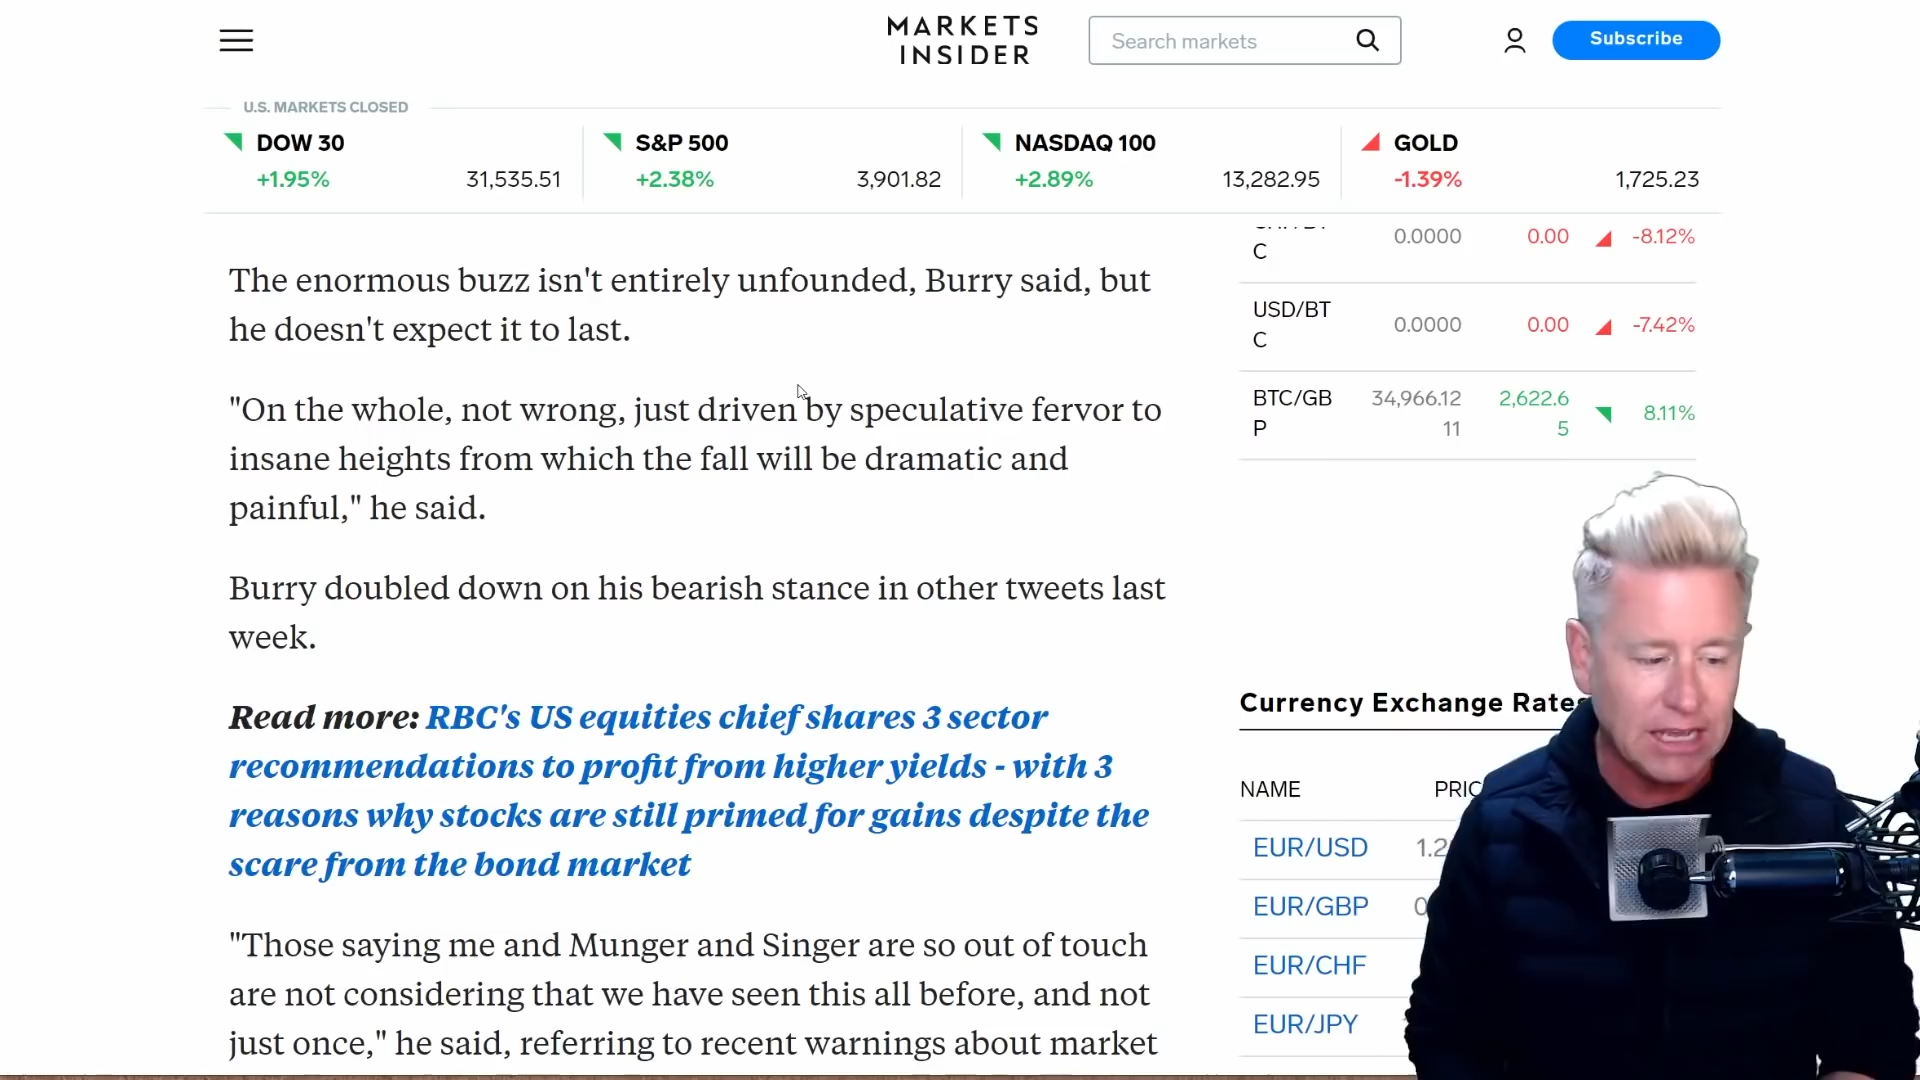 MARKETS
INSIDER
Search markets
Subscribe
U.S. MARKETS CLOSED
DOW 30
+1.95%
31,535.51
S&P 500
+2.38%
3,901.82
NASDAQ 100
+2.89%
13,282.95
GOLD
-1.39%
1,725.23
The enormous buzz isn't entirely unfounded, Burry said, but
he doesn't expect it to last.
"On the whole, not wrong, just driven by speculative fervor to
insane heights from which the fall will be dramatic and
painful," he said.
Burry doubled down on his bearish stance in other tweets last
week.
Read more: RBC's US equities chief shares 3 sector
recommendations to profit from higher yields - with 3
reasons why stocks are still primed for gains despite the
scare from the bond market
"Those saying me and Munger and Singer are so out of touch
are not considering that we have seen this all before, and not
just once," he said, referring to recent warnings about market
C
0.0000
0.00
-8.12%
USD/BT
C
0.0000
0.00
-7.42%
BTC/GB
P
34,966.12
11
2,622.6
5
8.11%
Currency Exchange Rates
NAME
EUR/USD
EUR/GBP
EUR/CHF
EUR/JPY